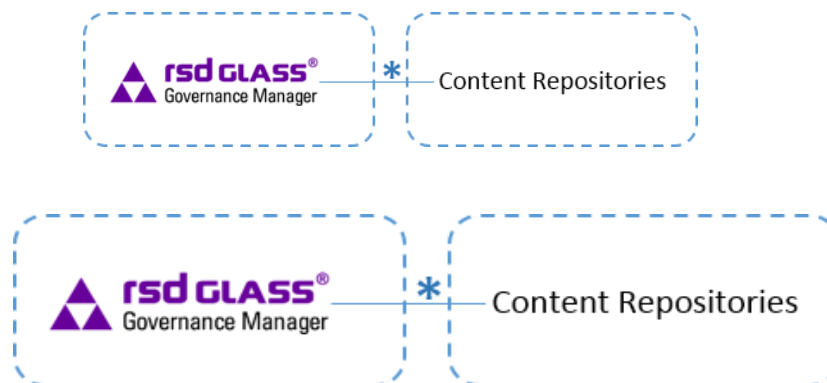 rsd GLASS®
Governance Manager
*
Content Repositories
rsd GLASS®
Governance Manager
*
Content Repositories